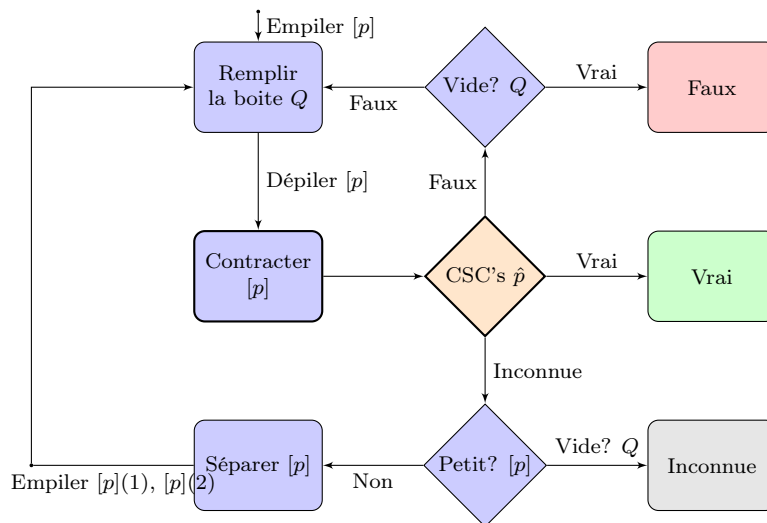 Empiler [p]
Remplir
la boite Q
Faux
Vide? Q
Vrai
Faux
Dépiler [p]
Faux
Contracter
[p]
CSC's p̂
Vrai
Vrai
Inconnue
Séparer [p]
Non
Petit? [p]
Vide? Q
Inconnue
Empiler [p](1), [p](2)